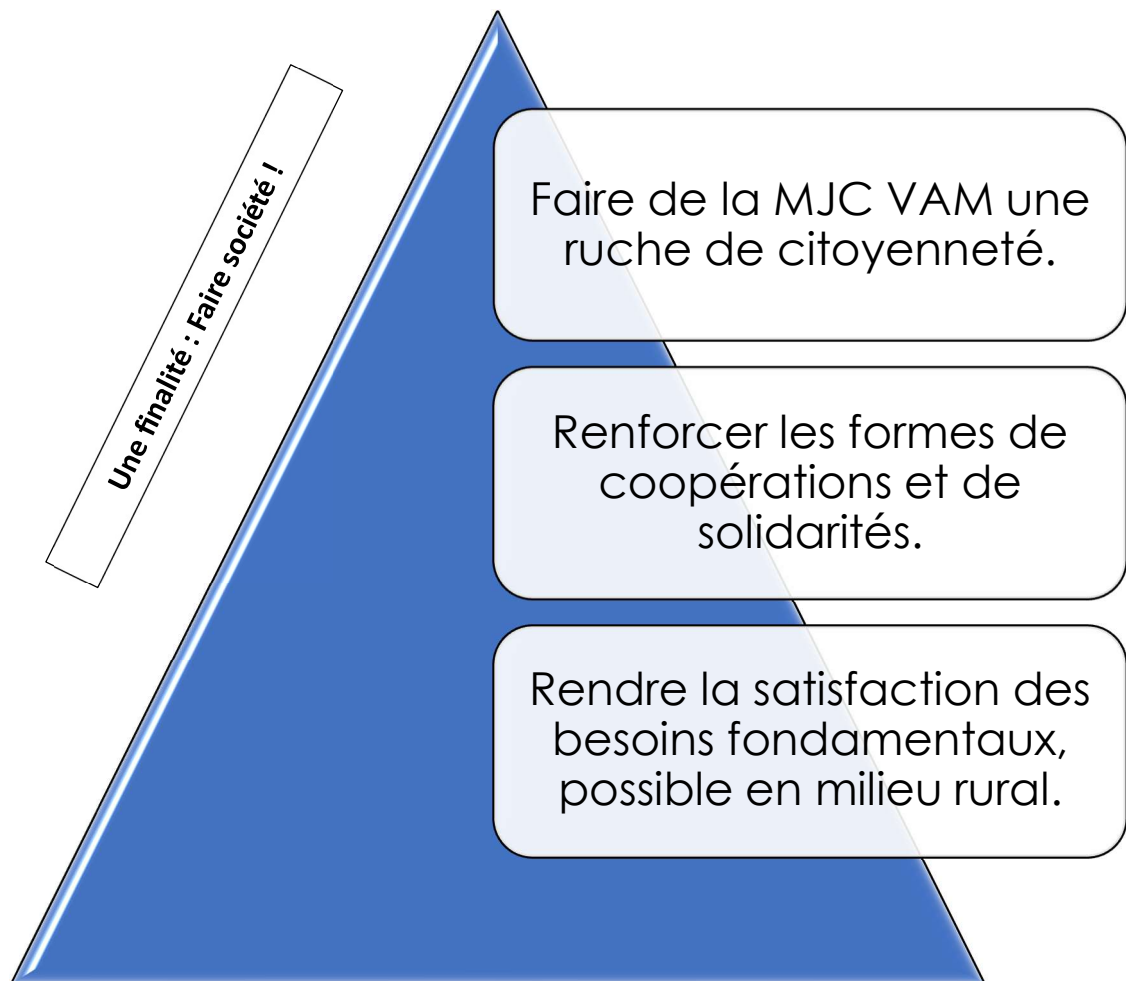 Une finalité : Faire société !
Faire de la MJC VAM une
ruche de citoyenneté.
Renforcer les formes de
coopérations et de
solidarités.
Rendre la satisfaction des
besoins fondamentaux,
possible en milieu rural.